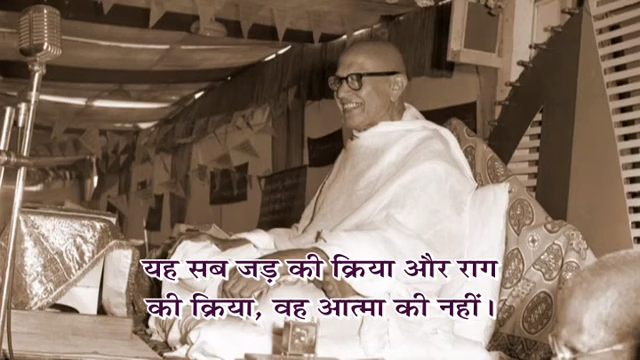 यह सब जड़ की क्रिया और राग
की क्रिया, वह आत्मा की नहीं।